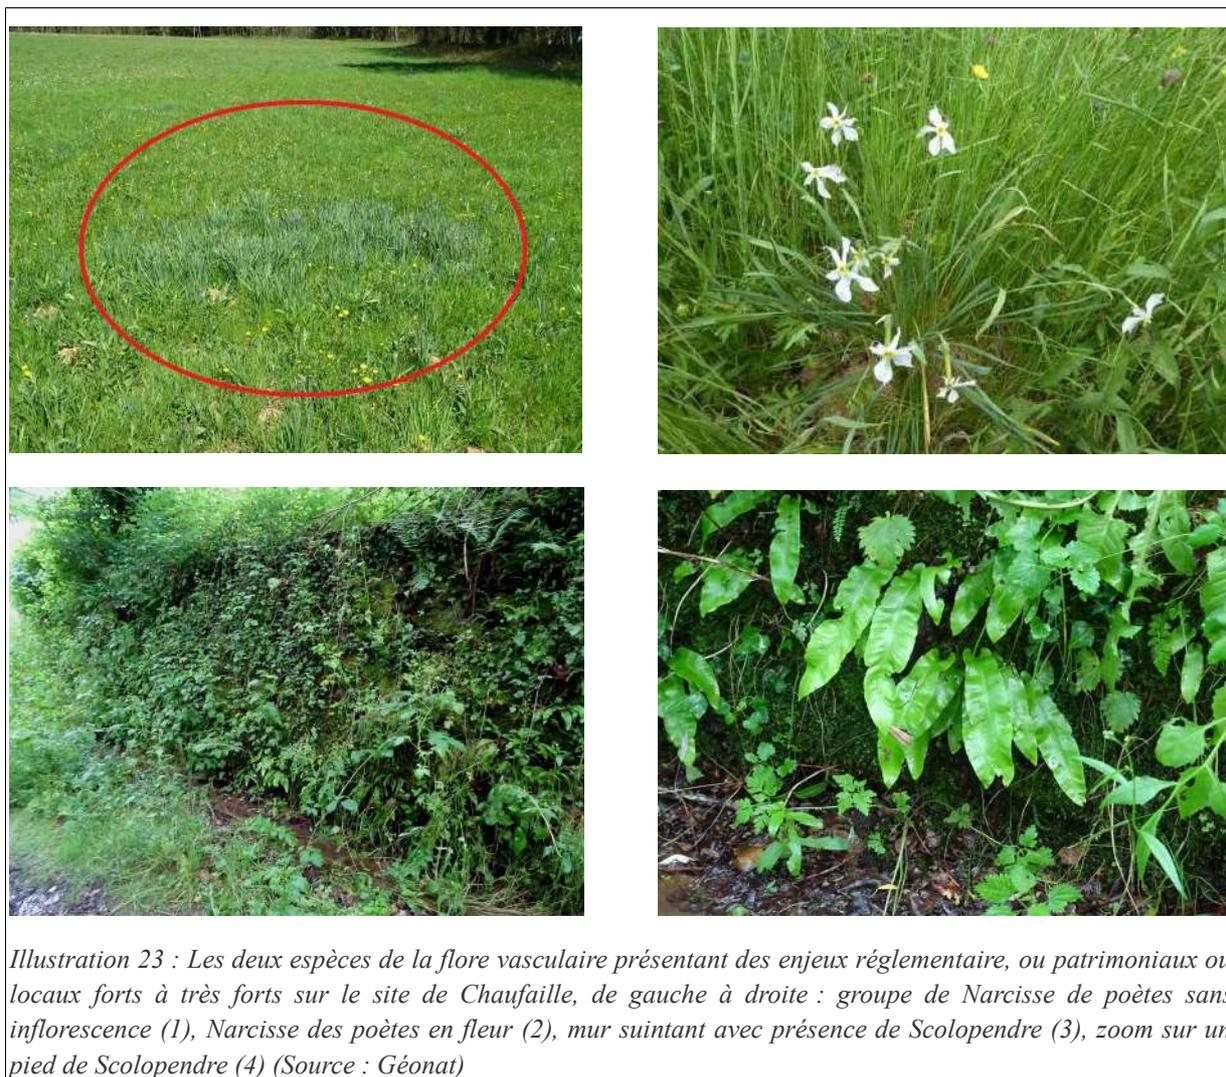 Illustration 23 : Les deux espèces de la flore vasculaire présentant des enjeux réglementaire, ou patrimoniaux ou
locaux forts à très forts sur le site de Chaufaille, de gauche à droite : groupe de Narcisse de poètes sans
inflorescence (1), Narcisse des poètes en fleur (2), mur suintant avec présence de Scolopendre (3), zoom sur un
pied de Scolopendre (4) (Source : Géonat)